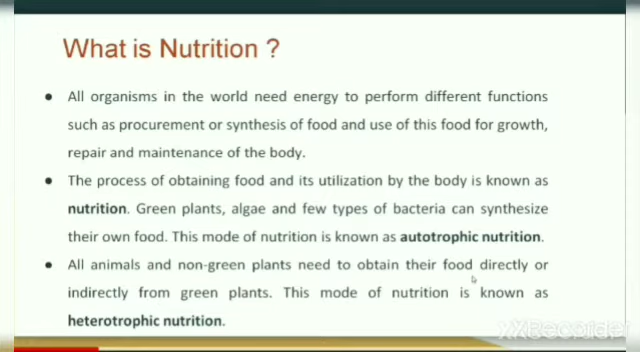 What is Nutrition ?
● All organisms in the world need energy to perform different functions
such as procurement or synthesis of food and use of this food for growth,
repair and maintenance of the body.
● The process of obtaining food and its utilization by the body is known as
nutrition. Green plants, algae and few types of bacteria can synthesize
their own food. This mode of nutrition is known as autotrophic nutrition.
● All animals and non-green plants need to obtain their food directly or
indirectly from green plants. This mode of nutrition is known as
heterotrophic nutrition.
XXRecorder